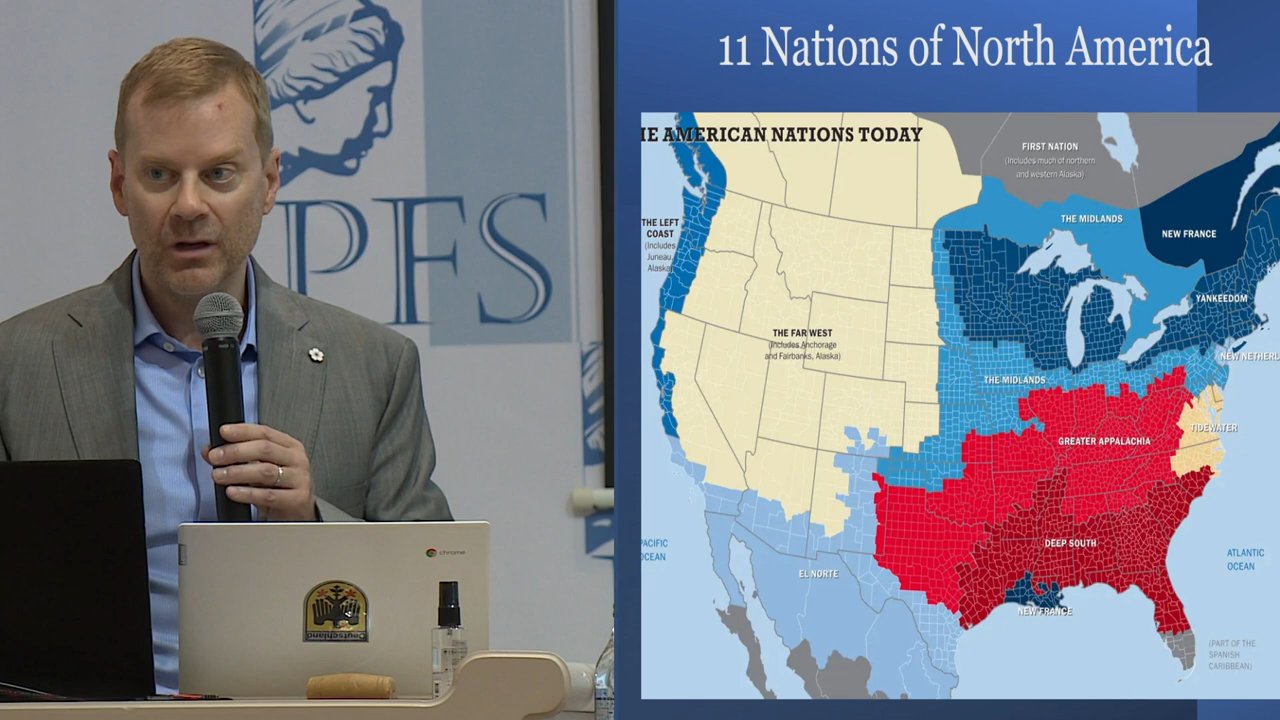 PFS
chrome
Deutschland
11 Nations of North America
HE AMERICAN NATIONS TODAY
FIRST NATION
(Includes much of northern
and western Alaska)
THE MIDLANDS
NEW FRANCE
THE LEFT
COAST
(Includes
Juneau,
Alaska)
YANKEEDOM
THE FAR WEST
(Includes Anchorage
and Fairbanks, Alaska)
NEW NETHERL
THE MIDLANDS
TIDEWATER
GREATER APPALACHIA
DEEP SOUTH
PACIFIC
OCEAN
ATLANTIC
OCEAN
EL NORTE
NEW FRANCE
(PART OF THE
SPANISH
CARIBBEAN)